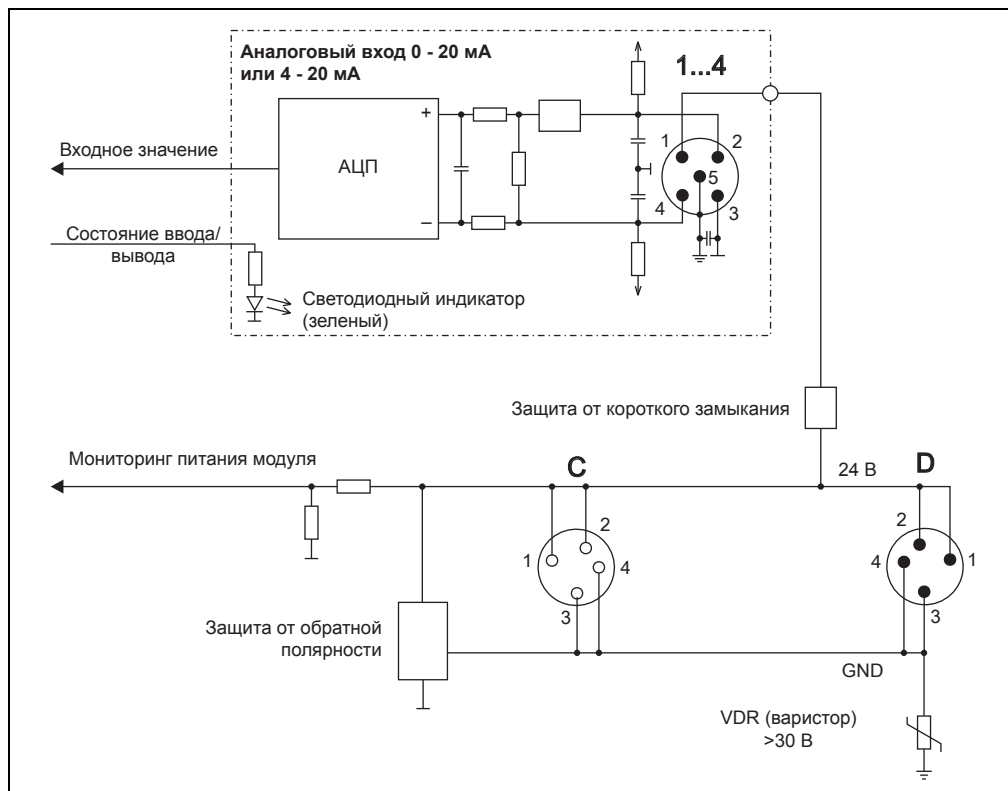 Аналоговый вход 0 - 20 мА
или 4 - 20 мА
1...4
+
1
2
Входное значение
АЦП
5
4
3
–
Состояние ввода/
вывода
Светодиодный индикатор
(зеленый)
Защита от короткого замыкания
Мониторинг питания модуля
C
24 В
D
2
2
1
4
4
1
3
3
Защита от обратной
полярности
GND
VDR (варистор)
>30 В